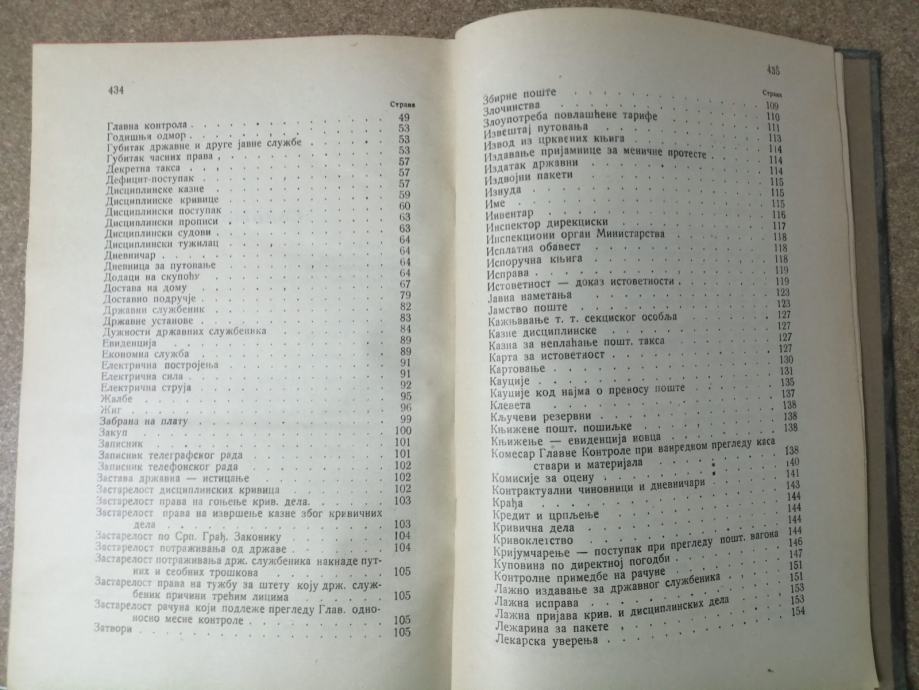 434
Страна
Главна контрола 49
Годишњи одмор 53
Губитак државне и друге јавне службе 53
Губитак часних права 53
Декретна такса 57
Дефицит-поступак 57
Дисциплинске казне 57
Дисциплинске кривице 59
Дисциплински поступак 60
Дисциплински прописи 63
Дисциплински судови 63
Дисциплински тужилац 64
Дневничар 64
Дневница за путовање 64
Додаци на скупоћу 64
Достава на дому 67
Доставно подручје 79
Државни службеник 82
Државне установе 83
Дужности државних службеника 84
Евиденција 89
Економна служба 89
Електрична постројења 91
Електрична сила 91
Електрична струја 92
Жалбе 95
Жиг 96
Забрана на плату 99
Закуп 100
Записник 101
Записник телеграфског рада 101
Записник телефонског рада 102
Застава државна — истицање 102
Застарелост дисциплинских кривица 102
Застарелост права на гоњење крив. дела. 103
Застарелост права на извршење казне због кривичних
дела 103
Застарелост по Срп. Грађ. Законику 104
Застарелост потраживања од државе 104
Застарелост потраживања држ. службеника накнаде пут-
них и сеобних трошкова 105
Застарелост права на тужбу за штету коју држ. служ-
беник причини трећим лицима 105
Застарелост рачуна који подлеже прегледу Глав. одно-
носно месне контроле 105
Затвори 105
435
Страна
Збирне поште
Злочинства 109
Злоупотреба повлашћене тарифе 110
Извештај путовања 111
Извод из црквених књига 113
Издавање пријамнице за меничне протесте 114
Издатак државни 114
Издвојни пакети 114
Изнуда 115
Име 115
Инвентар 115
Инспектор дирекциски 116
Инспекциони орган Министарства 117
Исплатна обавест 118
Испоручна књига 118
Исправа 118
Истоветност — доказ истоветности 119
Јавна наметања 119
Јамство поште 123
Кажњавање т. т. секциског особља 123
Казне дисциплинске 127
Казна за неплаћање пошт. такса 127
Карта за истоветност 127
Картовање 130
Кауције 131
Кауције код најма о преносу поште 135
Клевета 137
Кључеви резервни 138
Књижене пошт. пошиљке 138
Књижење — евиденција новца 138
Комесар Главне Контроле при ванредном прегледу каса
ствари и материјала 138
Комисије за оцену 140
Контрактуални чиновници и дневничари 141
Крађа 143
Кредит и црпљење 144
Кривична дела 144
Кривоклетство 144
Кријумчарење — поступак при прегледу пошт. вагона 144
Куповина по директној погодби 146
Контролне примедбе на рачуне 147
Лажно издавање за државног службеника 151
Лажна исправа 151
Лажна пријава крив. и дисциплинских дела 153
Лежарина за пакете 153
Лекарска уверења 154